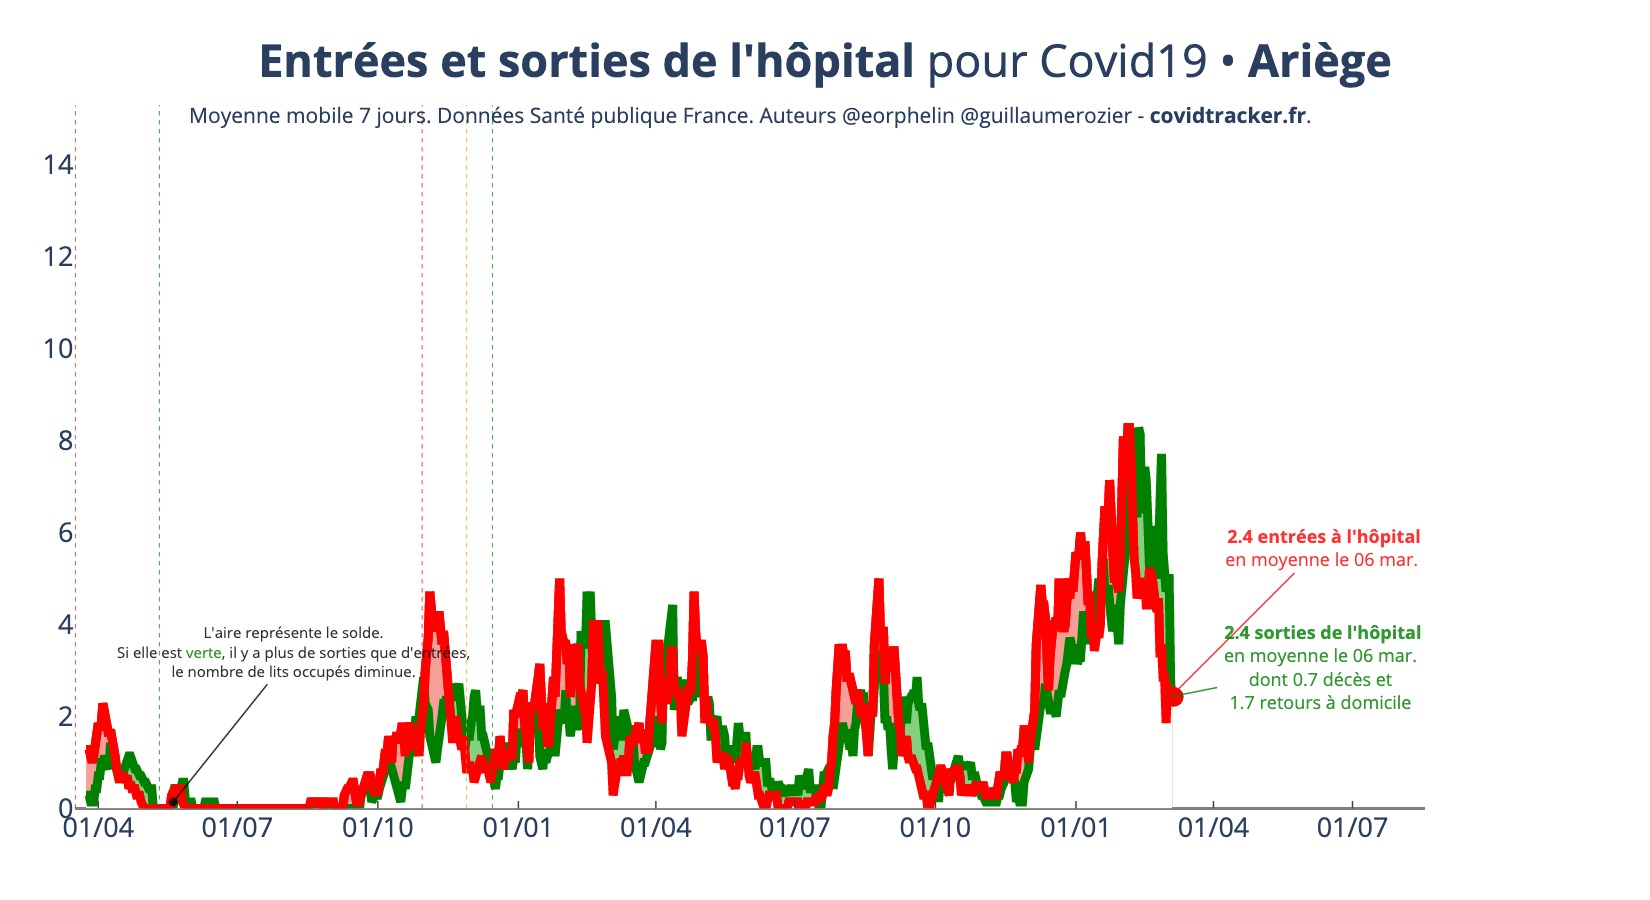 Entrées et sorties de l'hôpital pour Covid19 • Ariège
Moyenne mobile 7 jours. Données Santé publique France. Auteurs @eorphelin @guillaumerozier - covidtracker.fr.
14
12
10
8
6
4
2
0
2.4 entrées à l'hôpital
en moyenne le 06 mar.
2.4 sorties de l'hôpital
en moyenne le 06 mar.
dont 0.7 décès et
1.7 retours à domicile
L'aire représente le solde.
Si elle est verte, il y a plus de sorties que d'entrées,
le nombre de lits occupés diminue.
01/04 01/07 01/10 01/01 01/04 01/07 01/10 01/01 01/04 01/07